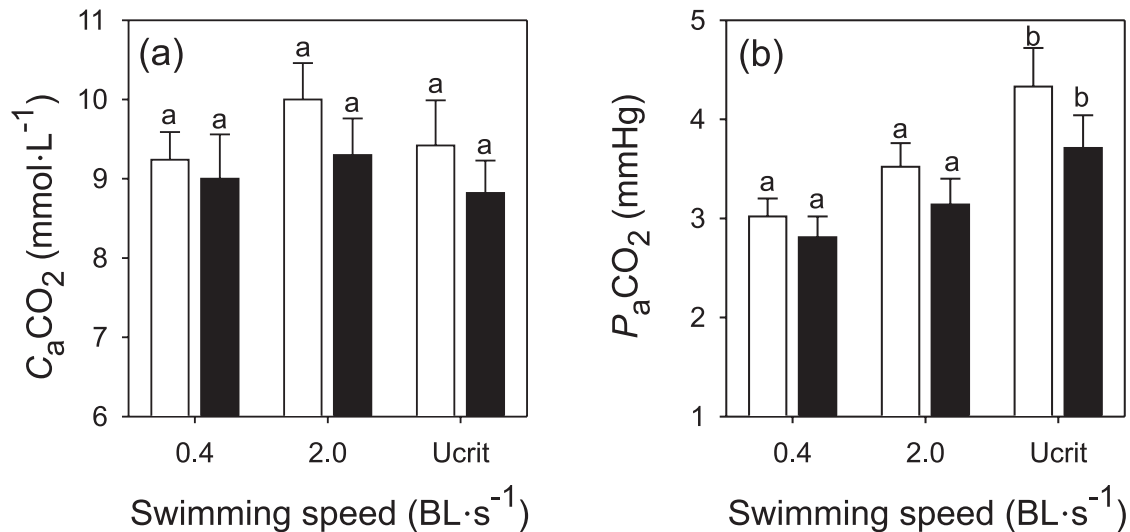 (a)
CaCO2 (mmol·L-1)
11
10
9
8
7
6
a
a
a
a
a
a
0.4
2.0
Ucrit
Swimming speed (BL·s-1)
(b)
PaCO2 (mmHg)
5
4
3
2
1
a
a
a
a
b
b
0.4
2.0
Ucrit
Swimming speed (BL·s-1)